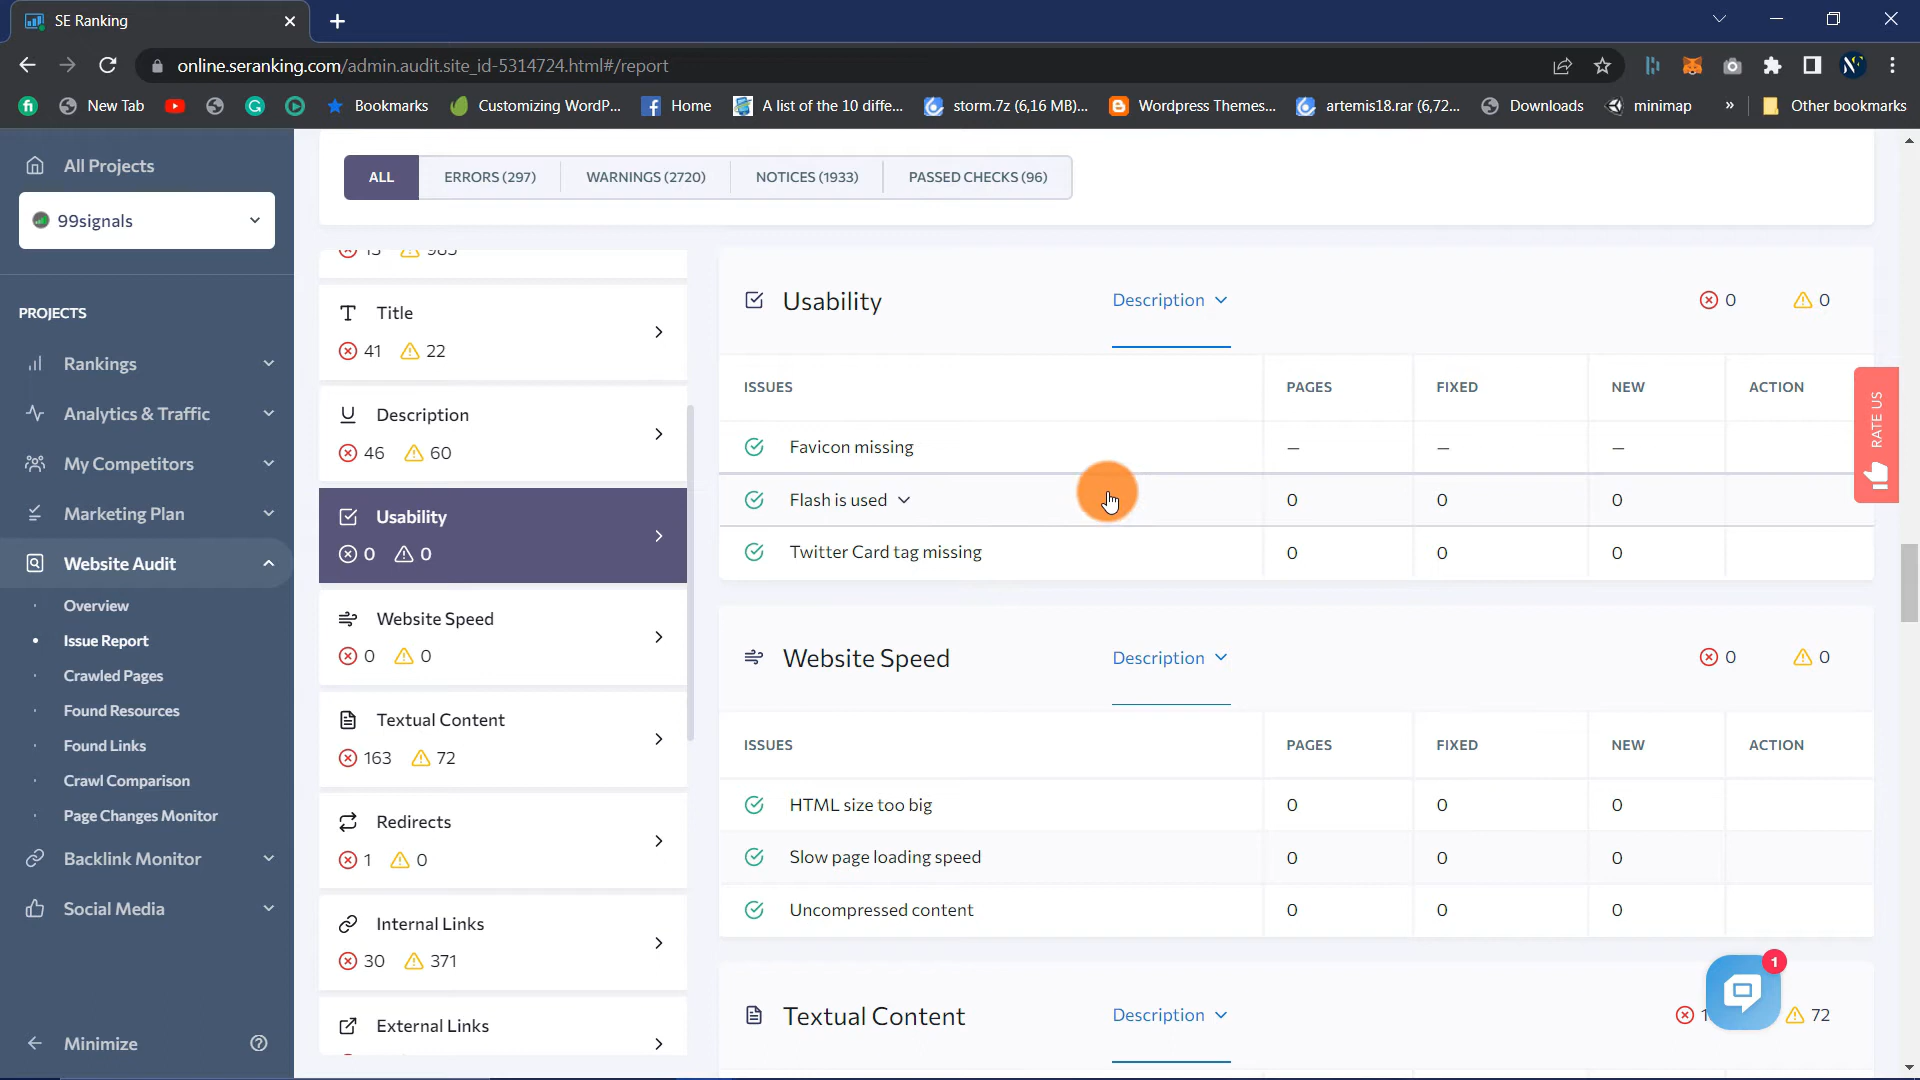 SE Ranking
online.seranking.com/admin.audit.site_id-5314724.html#/report
New Tab
Bookmarks
Customizing WordP...
Home
A list of the 10 diffe...
storm.7z (6,16 MB)...
Wordpress Themes...
artemis18.rar (6,72...
Downloads
minimap
»
Other bookmarks
All Projects
99signals
PROJECTS
Rankings
Analytics & Traffic
My Competitors
Marketing Plan
Website Audit
Overview
Issue Report
Crawled Pages
Found Resources
Found Links
Crawl Comparison
Page Changes Monitor
Backlink Monitor
Social Media
Minimize
ALL
ERRORS (297)
WARNINGS (2720)
NOTICES (1933)
PASSED CHECKS (96)
Title
41 22
Description
46 60
Usability
0 0
Website Speed
0 0
Textual Content
163 72
Redirects
1 0
Internal Links
30 371
External Links
Usability Description 0 0
ISSUES PAGES FIXED NEW ACTION
Favicon missing – – –
Flash is used 0 0 0
Twitter Card tag missing 0 0 0
Website Speed Description 0 0
ISSUES PAGES FIXED NEW ACTION
HTML size too big 0 0 0
Slow page loading speed 0 0 0
Uncompressed content 0 0 0
Textual Content Description 72
RATE US
1